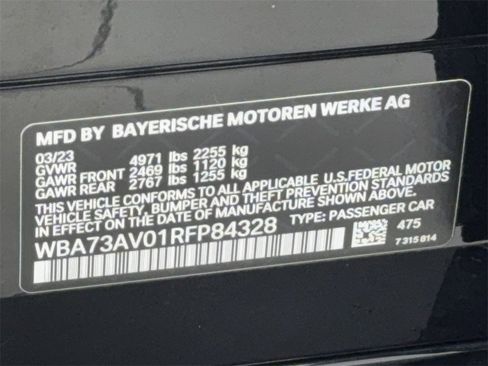 MFD BY BAYERISCHE MOTOREN WERKE AG
03/23 4971 lbs 2255 kg
GVWR
GAWR FRONT 2469 lbs 1120 kg
GAWR REAR 2767 lbs 1255 kg
THIS VEHICLE CONFORMS TO ALL APPLICABLE U.S.FEDERAL MOTOR
VEHICLE SAFETY, BUMPER, AND THEFT PREVENTION STANDARDS
IN EFFECT ON THE DATE OF MANUFACTURE SHOWN ABOVE.
WBA73AV01RFP84328 TYPE: PASSENGER CAR
475
7 315 814